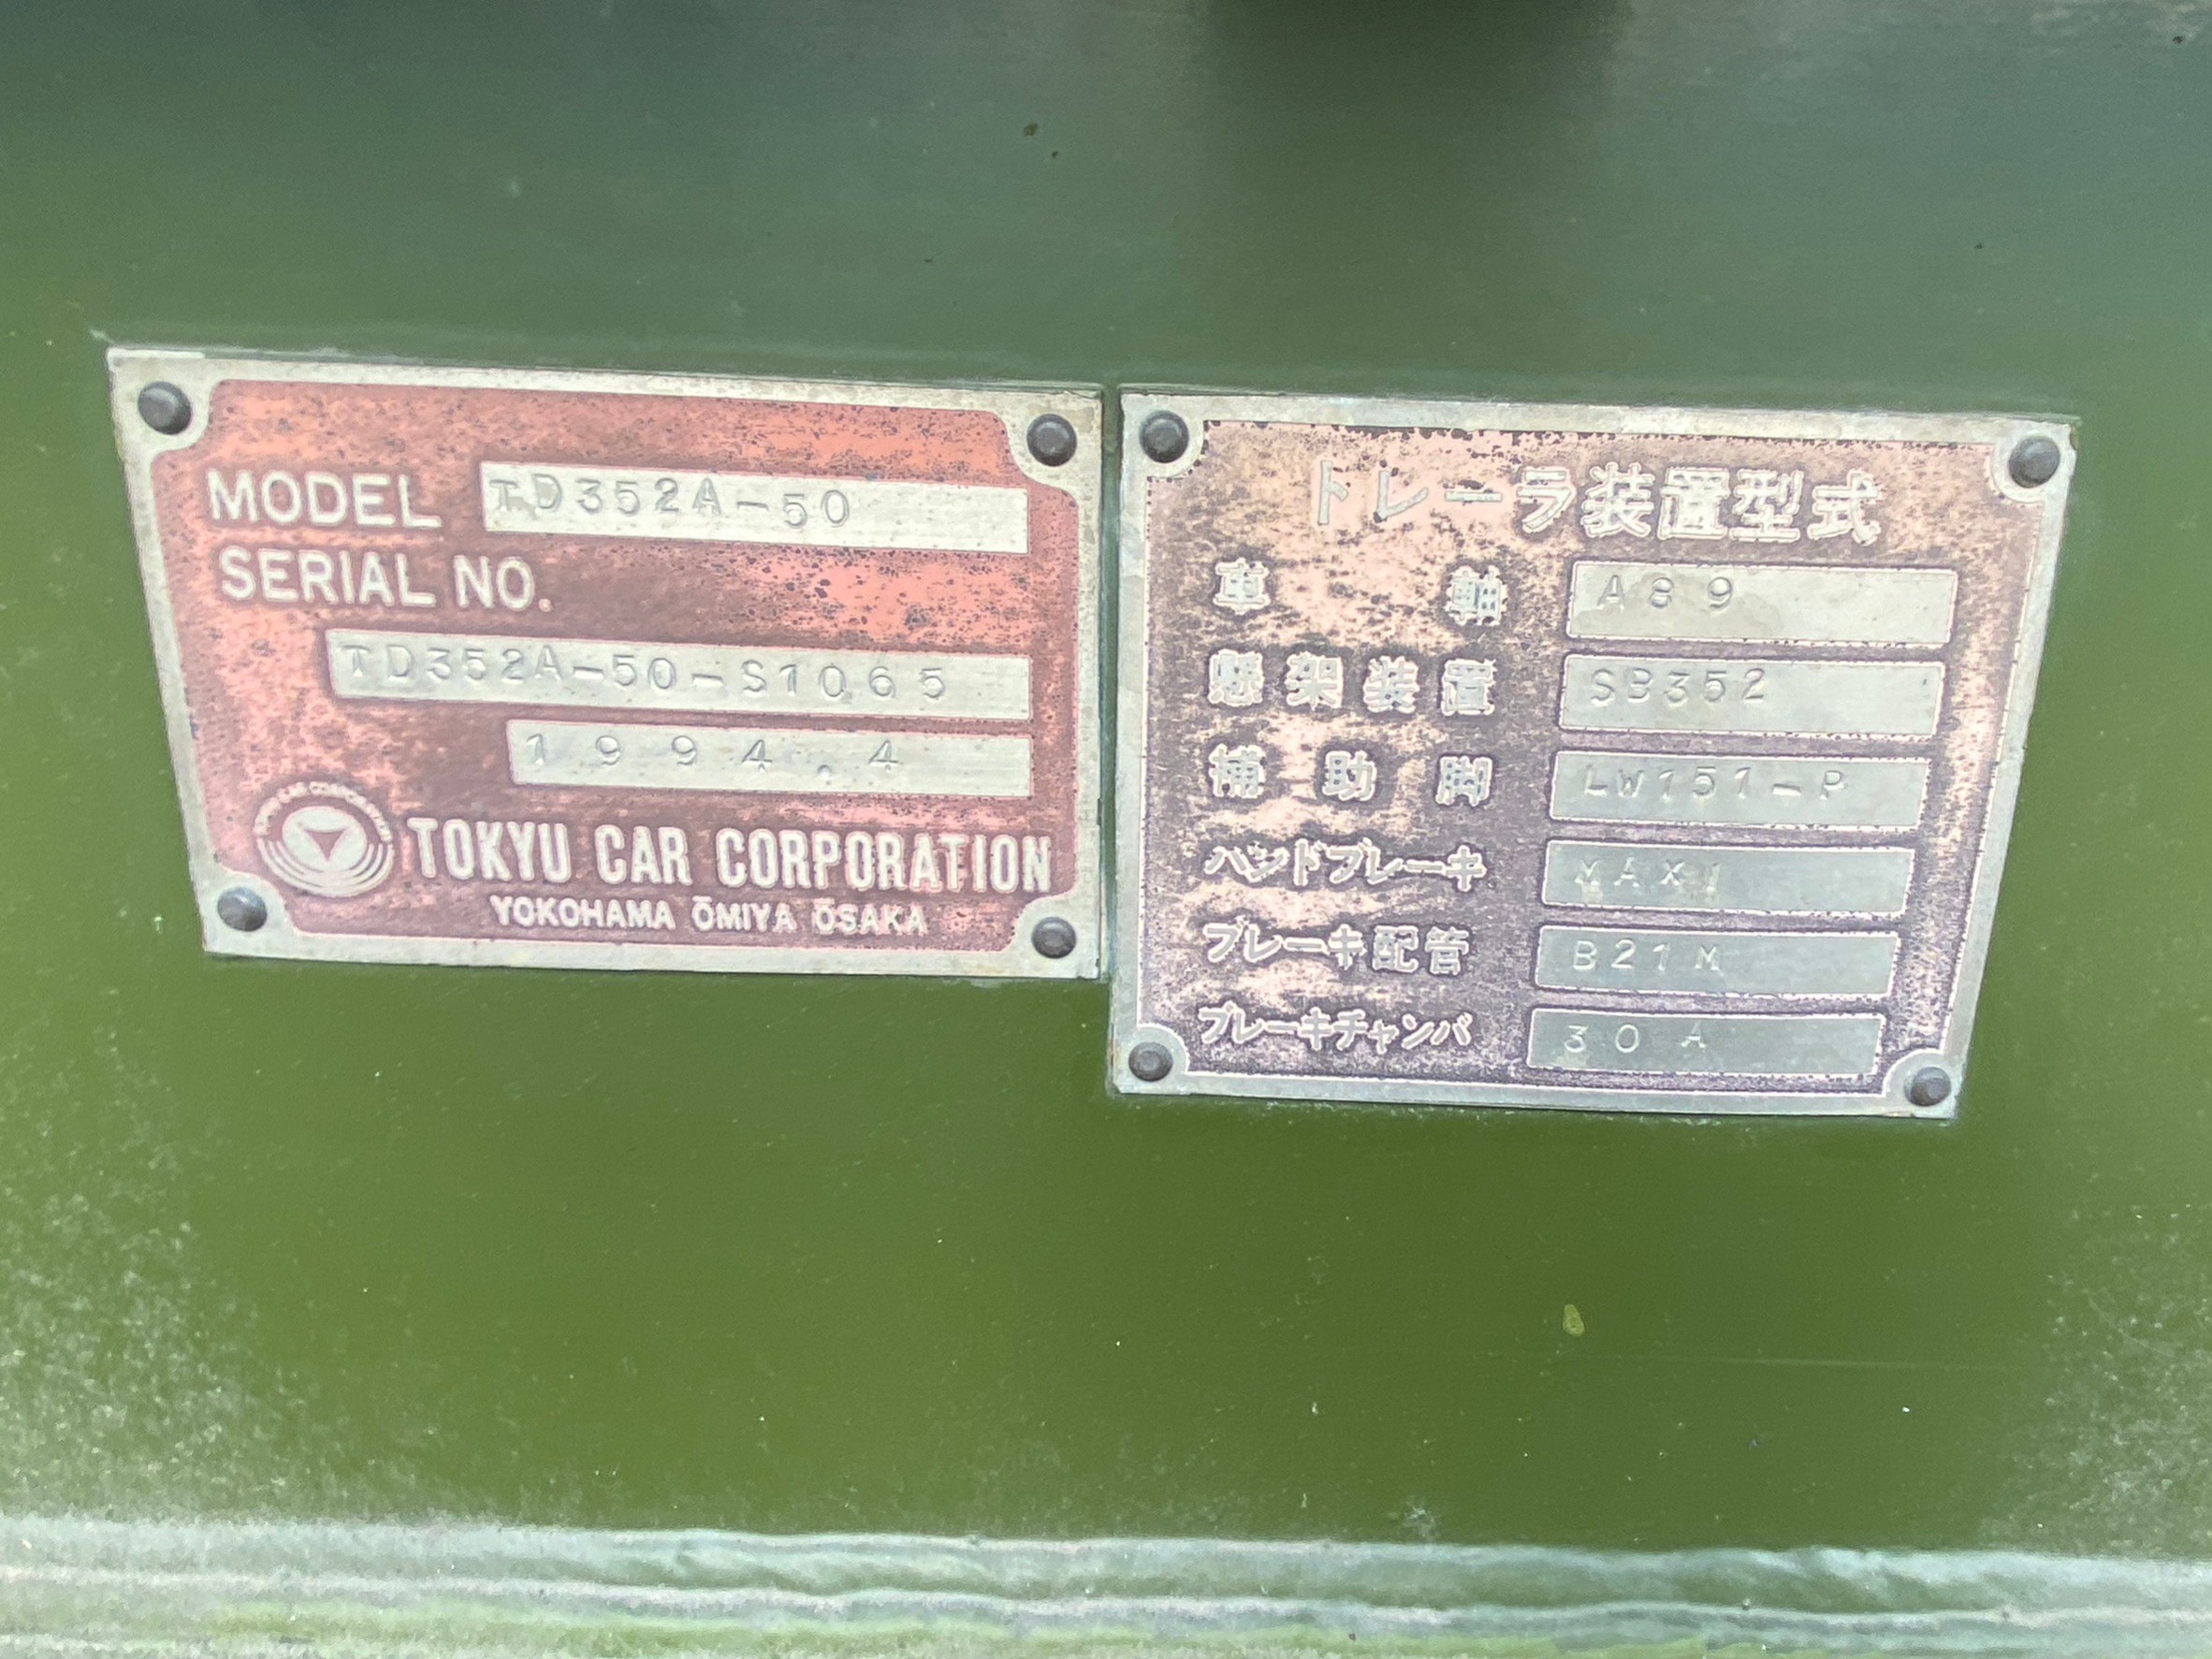 MODEL TD352A-50
SERIAL NO.
TD352A-50-S1065
1994.4
TOKYU CAR CORPORATION
YOKOHAMA ŌMIYA ŌSAKA
トレーラ装置型式
車軸 A89
懸架装置 SB352
補助脚 LW151-P
ハンドブレーキ MAXI
ブレーキ配管 B21M
ブレーキチャンバ 30A